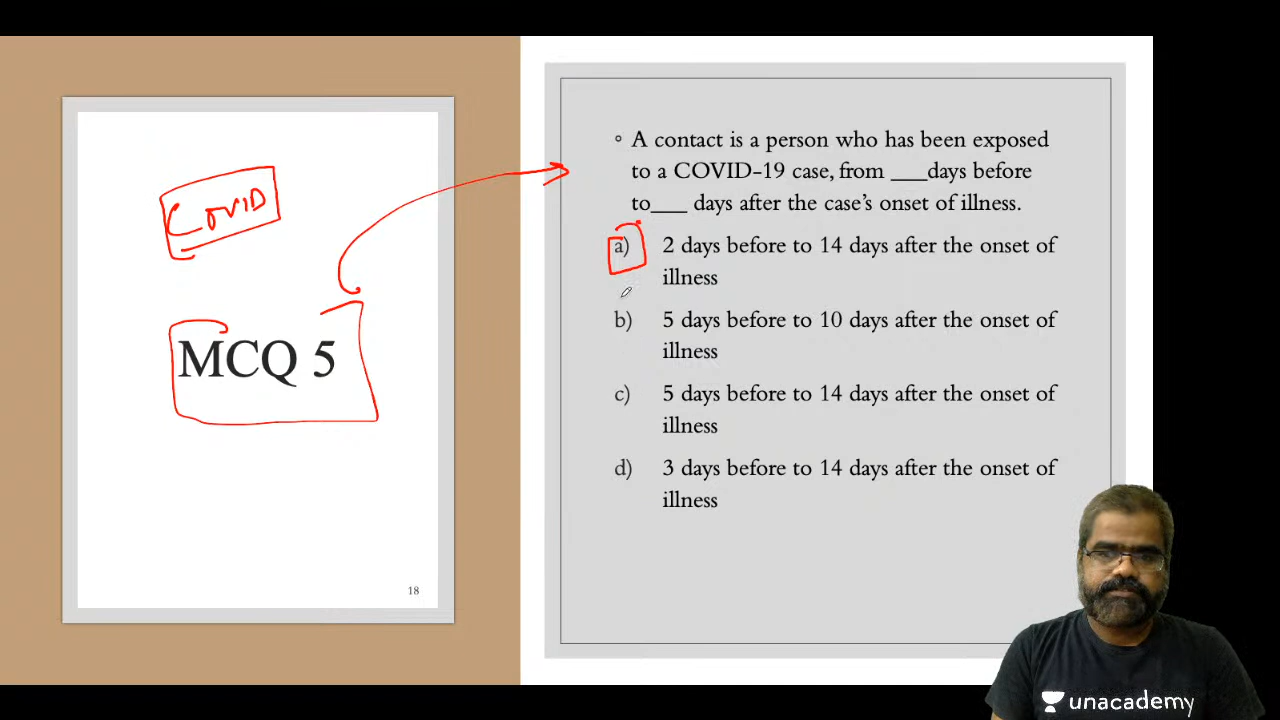 COVID
MCQ 5
18
° A contact is a person who has been exposed
to a COVID-19 case, from ___days before
to___ days after the case's onset of illness.
a) 2 days before to 14 days after the onset of
illness
b) 5 days before to 10 days after the onset of
illness
c) 5 days before to 14 days after the onset of
illness
d) 3 days before to 14 days after the onset of
illness
unacademy